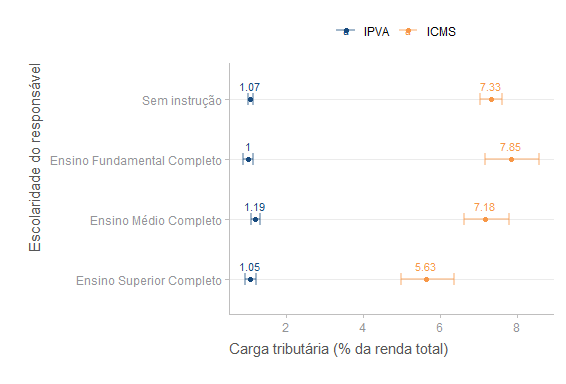 a IPVA a ICMS
Escolaridade do responsável
Sem instrução 1.07 7.33
Ensino Fundamental Completo 1 7.85
Ensino Médio Completo 1.19 7.18
Ensino Superior Completo 1.05 5.63
2 4 6 8
Carga tributária (% da renda total)